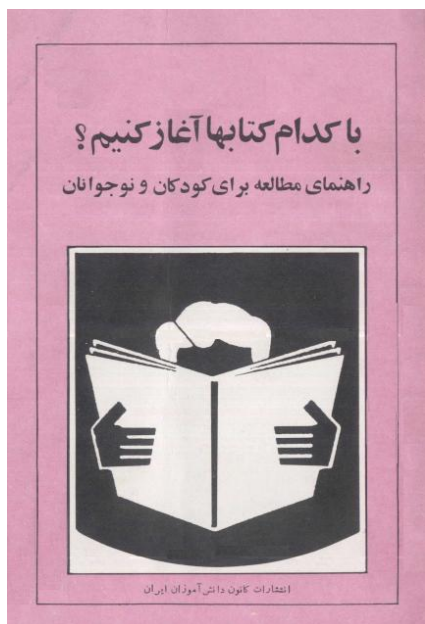 با کدام کتابها آغاز کنیم؟
راهنمای مطالعه برای کودکان و نوجوانان
انتشارات کانون دانش آموزان ایران